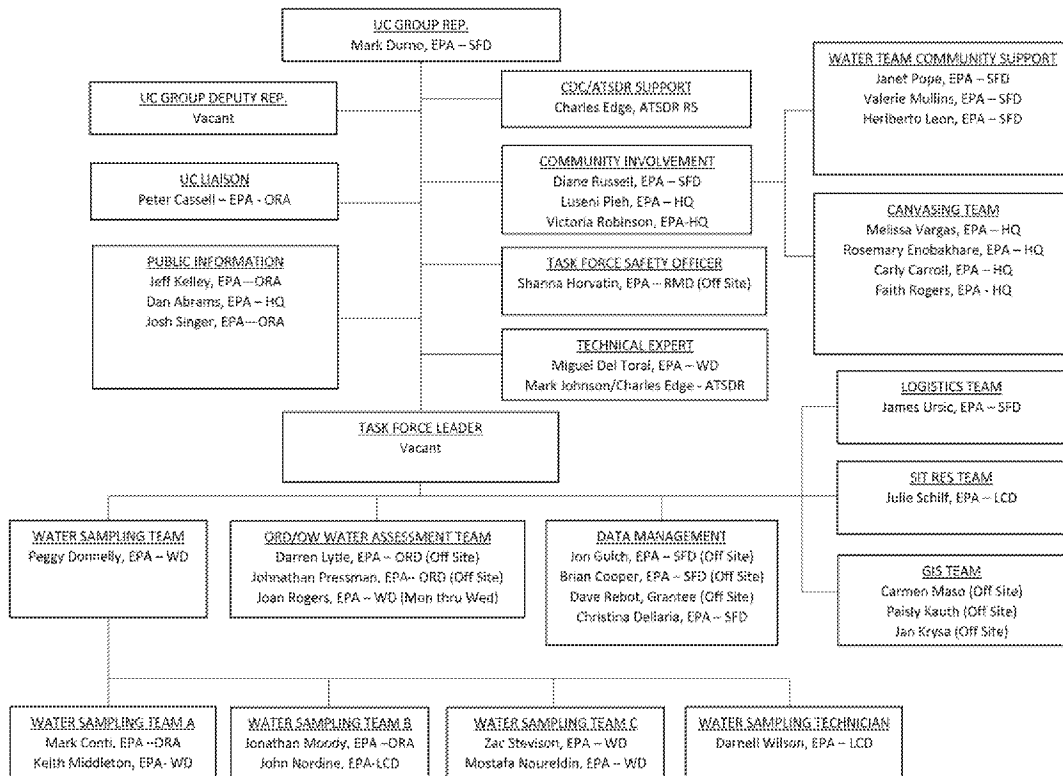 UC GROUP REP.
Mark Durno, EPA – SFD
UC GROUP DEPUTY REP.
Vacant
CDC/ATSDR SUPPORT
Charles Edge, ATSDR RS
WATER TEAM COMMUNITY SUPPORT
Janet Pope, EPA – SFD
Valerie Mullins, EPA – SFD
Heriberto Leon, EPA – SFD
UC LIAISON
Peter Cassell – EPA - ORA
COMMUNITY INVOLVEMENT
Diane Russell, EPA – SFD
Luseni Pieh, EPA – HQ
Victoria Robinson, EPA-HQ
CANVASING TEAM
Melissa Vargas, EPA – HQ
Rosemary Enobakhare, EPA – HQ
Carly Carroll, EPA – HQ
Faith Rogers, EPA - HQ
PUBLIC INFORMATION
Jeff Kelley, EPA – ORA
Dan Abrams, EPA – HQ
Josh Singer, EPA – ORA
TASK FORCE SAFETY OFFICER
Shanna Horvatin, EPA – RMD (Off Site)
TECHNICAL EXPERT
Miguel Del Toral, EPA – WD
Mark Johnson/Charles Edge - ATSDR
TASK FORCE LEADER
Vacant
LOGISTICS TEAM
James Ursic, EPA – SFD
SIT RES TEAM
Julie Schilf, EPA – LCD
WATER SAMPLING TEAM
Peggy Donnelly, EPA – WD
ORD/OW WATER ASSESSMENT TEAM
Darren Lytle, EPA – ORD (Off Site)
Johnathan Pressman, EPA – ORD (Off Site)
Joan Rogers, EPA – WD (Mon thru Wed)
DATA MANAGEMENT
Jon Gulch, EPA – SFD (Off Site)
Brian Cooper, EPA – SFD (Off Site)
Dave Rebot, Grantee (Off Site)
Christina Deliaria, EPA – SFD
GIS TEAM
Carmen Maso (Off Site)
Paisly Kauth (Off Site)
Jan Krysa (Off Site)
WATER SAMPLING TEAM A
Mark Conti, EPA –ORA
Keith Middleton, EPA- WD
WATER SAMPLING TEAM B
Jonathan Moody, EPA –ORA
John Nordine, EPA-LCD
WATER SAMPLING TEAM C
Zac Stevison, EPA – WD
Mostafa Noureldin, EPA – WD
WATER SAMPLING TECHNICIAN
Darnell Wilson, EPA – LCD